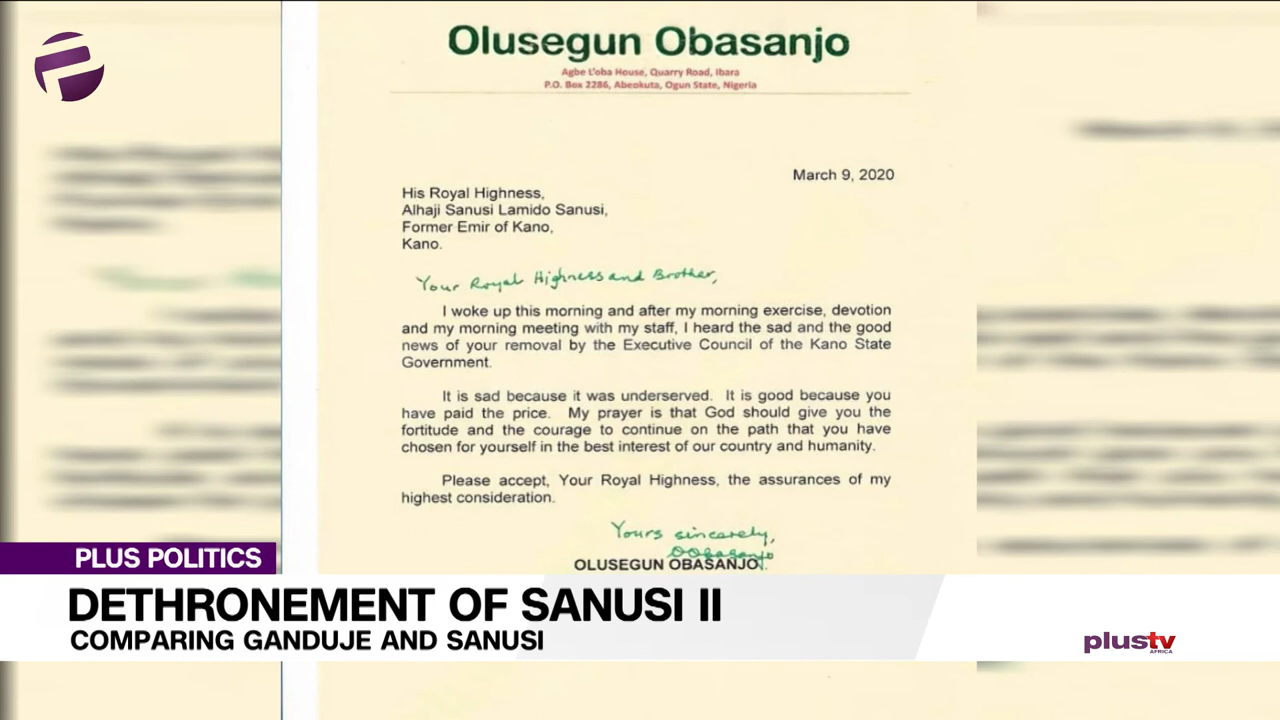 Olusegun Obasanjo
Agbe L'oba House, Quarry Road, Ibara
P.O. Box 2286, Abeokuta, Ogun State, Nigeria
March 9, 2020
His Royal Highness,
Alhaji Sanusi Lamido Sanusi,
Former Emir of Kano,
Kano.
Your Royal Highness and Brother,
I woke up this morning and after my morning exercise, devotion
and my morning meeting with my staff, I heard the sad and the good
news of your removal by the Executive Council of the Kano State
Government.
It is sad because it was underserved. It is good because you
have paid the price. My prayer is that God should give you the
fortitude and the courage to continue on the path that you have
chosen for yourself in the best interest of our country and humanity.
Please accept, Your Royal Highness, the assurances of my
highest consideration.
Yours sincerely,
OObasanjo
OLUSEGUN OBASANJO.
PLUS POLITICS
DETHRONEMENT OF SANUSI II
COMPARING GANDUJE AND SANUSI
plustv
AFRICA